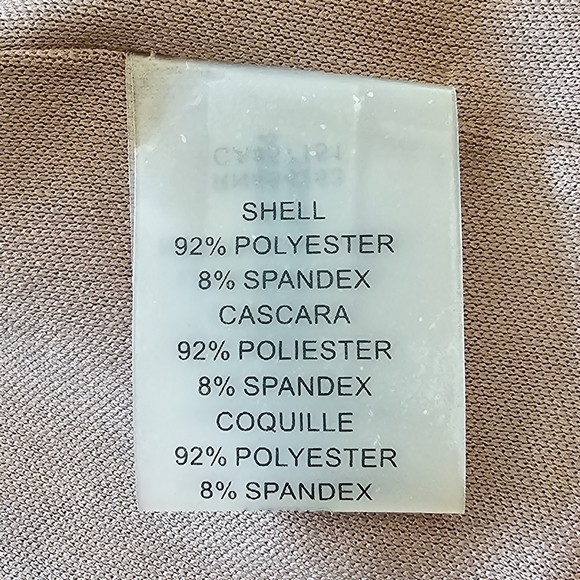 SHELL
92% POLYESTER
8% SPANDEX
CASCARA
92% POLIESTER
8% SPANDEX
COQUILLE
92% POLYESTER
8% SPANDEX